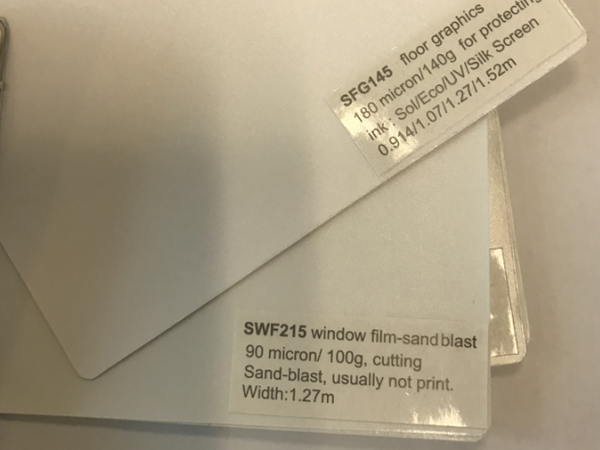 SFG145 floor graphics
180 micron/140g for protecting
ink : Sol/Eco/UV/Silk Screen
0.914/1.07/1.27/1.52m
SWF215 window film-sand blast
90 micron/ 100g, cutting
Sand-blast, usually not print.
Width:1.27m